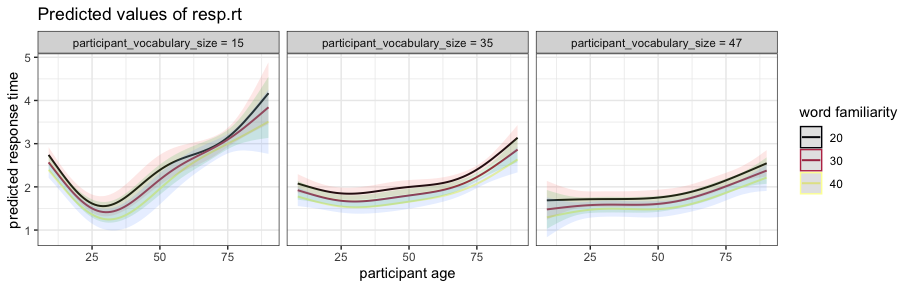 Predicted values of resp.rt
participant_vocabulary_size = 15
participant_vocabulary_size = 35
participant_vocabulary_size = 47
predicted response time
5
4
3
2
1
25
50
75
25
50
75
25
50
75
participant age
word familiarity
20
30
40